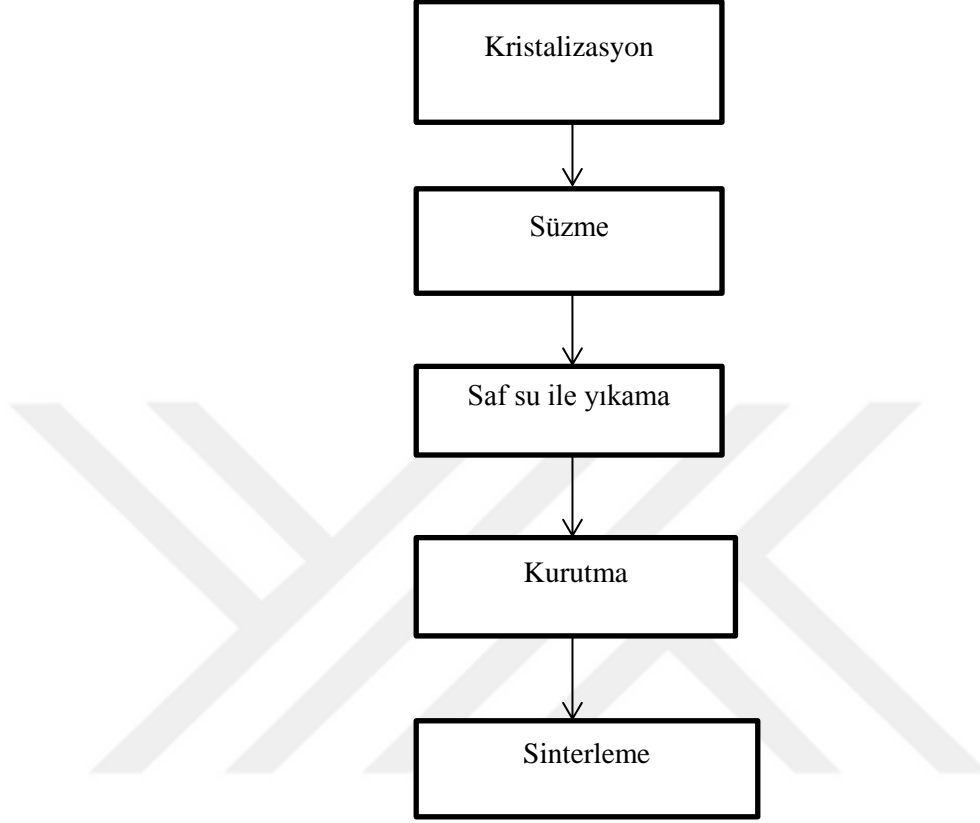 Kristalizasyon
Süzme
Saf su ile yıkama
Kurutma
Sinterleme